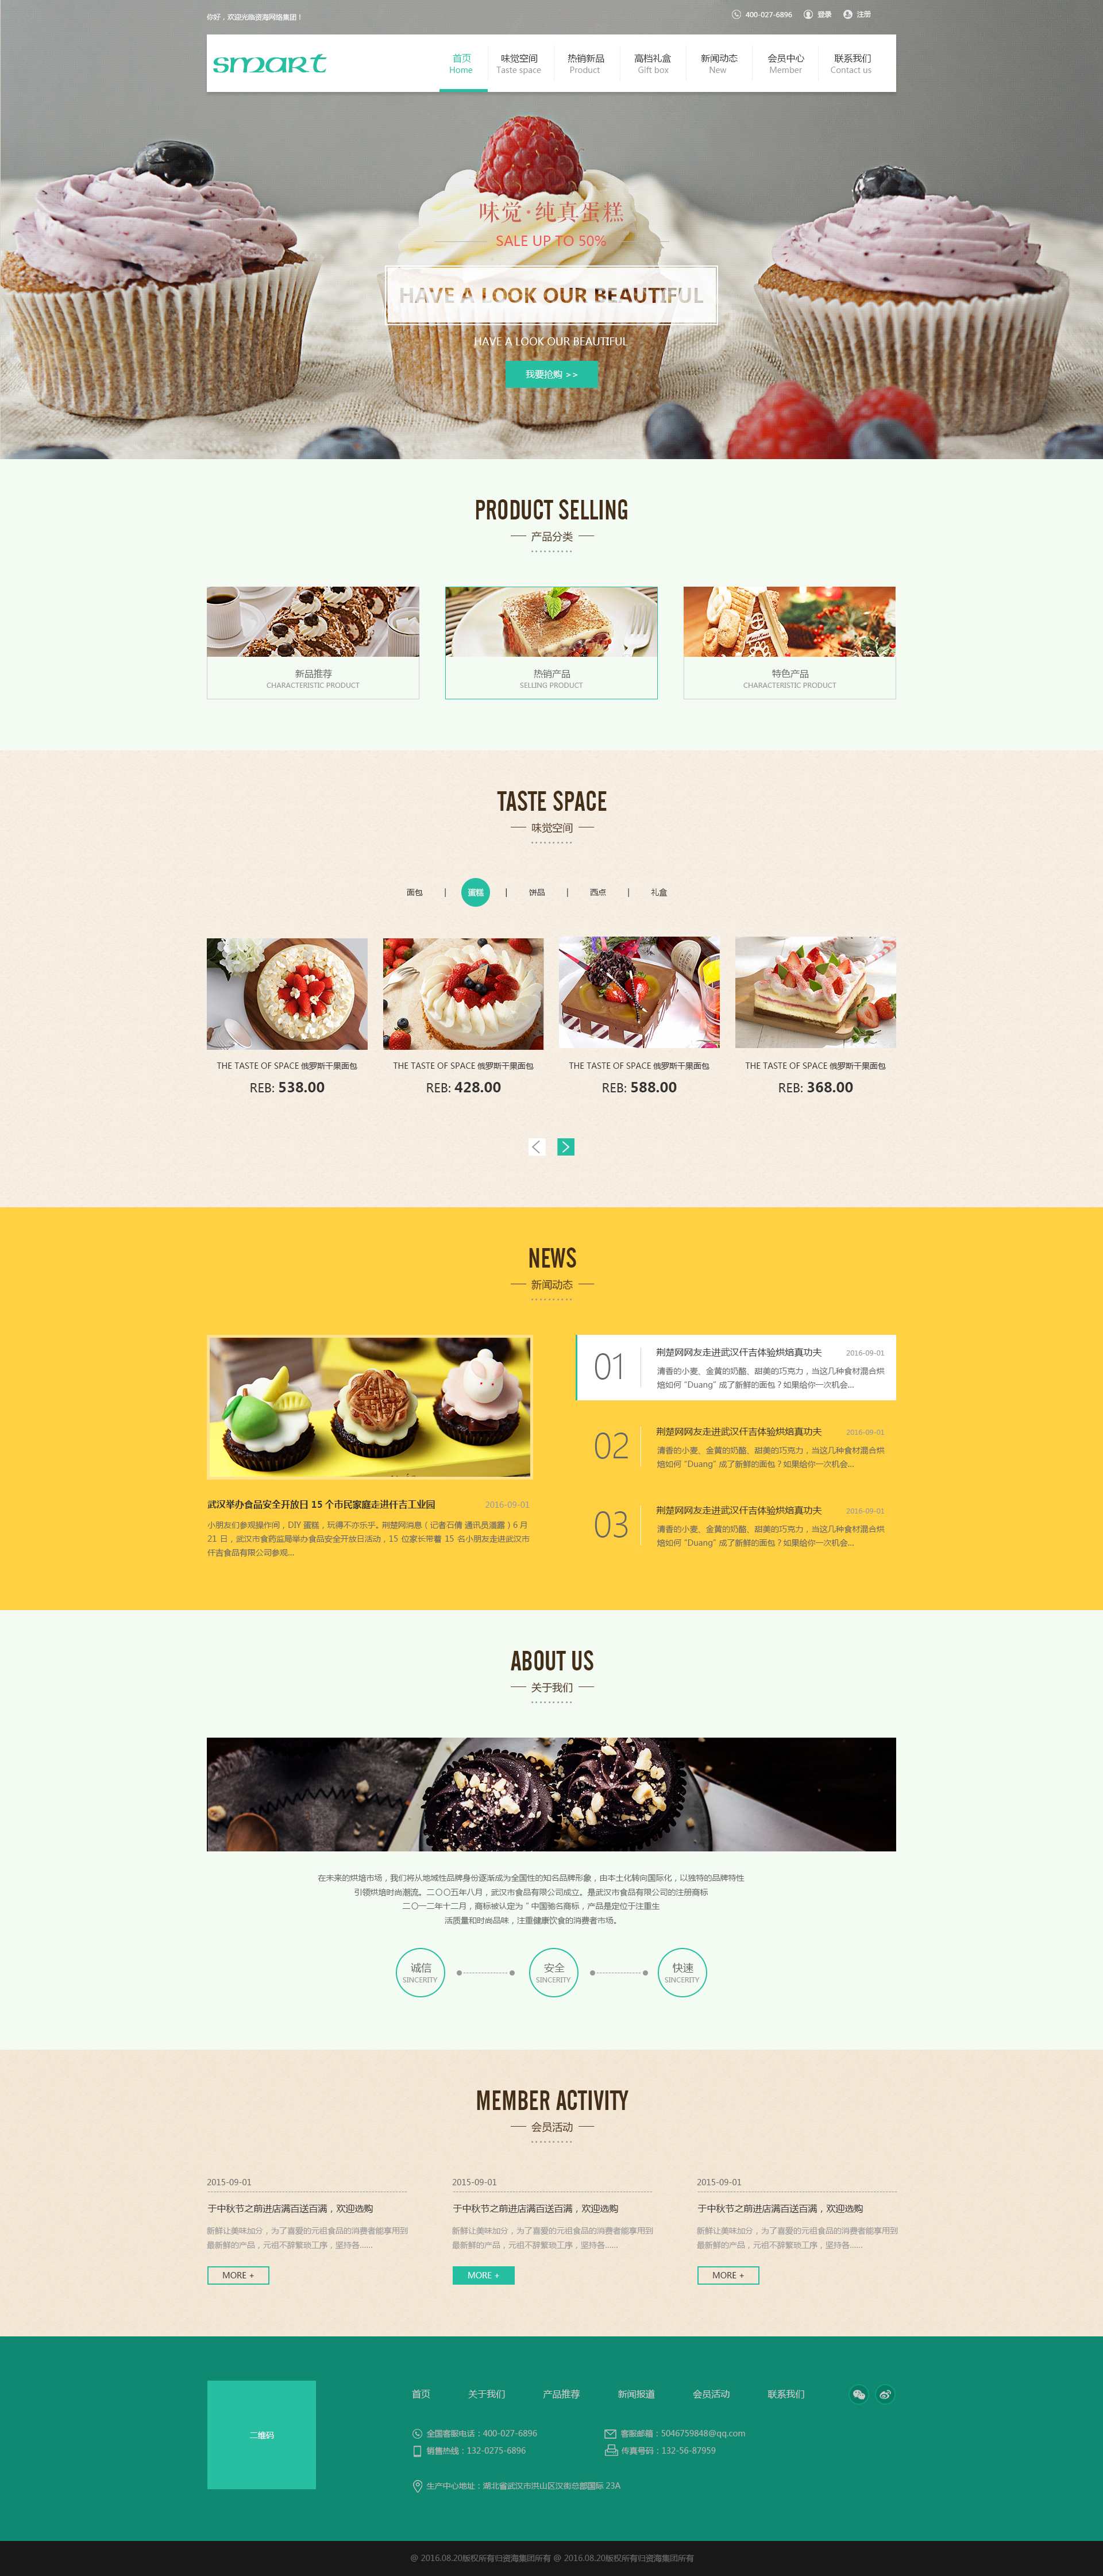 你好，欢迎光临资海网络集团！
400-027-6896 登录 注册
smart
首页 味觉空间 热销新品 高档礼盒 新闻动态 会员中心 联系我们
Home Taste space Product Gift box New Member Contact us
味觉·纯真蛋糕
SALE UP TO 50%
HAVE A LOOK OUR BEAUTIFUL
HAVE A LOOK OUR BEAUTIFUL
我要抢购 >>
PRODUCT SELLING
产品分类
新品推荐
CHARACTERISTIC PRODUCT
热销产品
SELLING PRODUCT
特色产品
CHARACTERISTIC PRODUCT
TASTE SPACE
味觉空间
面包 | 蛋糕 | 饼品 | 西点 | 礼盒
THE TASTE OF SPACE 俄罗斯干果面包
REB: 538.00
THE TASTE OF SPACE 俄罗斯干果面包
REB: 428.00
THE TASTE OF SPACE 俄罗斯干果面包
REB: 588.00
THE TASTE OF SPACE 俄罗斯干果面包
REB: 368.00
NEWS
新闻动态
武汉举办食品安全开放日 15 个市民家庭走进仟吉工业园 2016-09-01
小朋友们参观操作间，DIY 蛋糕，玩得不亦乐乎。荆楚网消息（记者石倩 通讯员潘露）6 月
21 日，武汉市食药监局举办食品安全开放日活动，15 位家长带着 15 名小朋友走进武汉市
仟吉食品有限公司参观...
01
荆楚网网友走进武汉仟吉体验烘焙真功夫 2016-09-01
清香的小麦、金黄的奶酪、甜美的巧克力，当这几种食材混合烘
焙如何 "Duang" 成了新鲜的面包？如果给你一次机会...
02
荆楚网网友走进武汉仟吉体验烘焙真功夫 2016-09-01
清香的小麦、金黄的奶酪、甜美的巧克力，当这几种食材混合烘
焙如何 "Duang" 成了新鲜的面包？如果给你一次机会...
03
荆楚网网友走进武汉仟吉体验烘焙真功夫 2016-09-01
清香的小麦、金黄的奶酪、甜美的巧克力，当这几种食材混合烘
焙如何 "Duang" 成了新鲜的面包？如果给你一次机会...
ABOUT US
关于我们
在未来的烘培市场，我们将从地域性品牌身份逐渐成为全国性的知名品牌形象，由本土化转向国际化，以独特的品牌特性
引领烘培时尚潮流。二〇〇五年八月，武汉市食品有限公司成立。是武汉市食品有限公司的注册商标
二〇一二年十二月，商标被认定为“中国驰名商标，产品是定位于注重生
活质量和时尚品味，注重健康饮食的消费者市场。
诚信
SINCERITY
安全
SINCERITY
快速
SINCERITY
MEMBER ACTIVITY
会员活动
2015-09-01
于中秋节之前进店满百送百满，欢迎选购
新鲜让美味加分，为了喜爱的元祖食品的消费者能享用到
最新鲜的产品，元祖不辞繁琐工序，坚持各......
MORE +
2015-09-01
于中秋节之前进店满百送百满，欢迎选购
新鲜让美味加分，为了喜爱的元祖食品的消费者能享用到
最新鲜的产品，元祖不辞繁琐工序，坚持各......
MORE +
2015-09-01
于中秋节之前进店满百送百满，欢迎选购
新鲜让美味加分，为了喜爱的元祖食品的消费者能享用到
最新鲜的产品，元祖不辞繁琐工序，坚持各......
MORE +
二维码
首页 关于我们 产品推荐 新闻报道 会员活动 联系我们
全国客服电话：400-027-6896 客服邮箱：5046759848@qq.com
销售热线：132-0275-6896 传真号码：132-56-87959
生产中心地址：湖北省武汉市洪山区汉街总部国际 23A
@ 2016.08.20版权所有归资海集团所有 @ 2016.08.20版权所有归资海集团所有